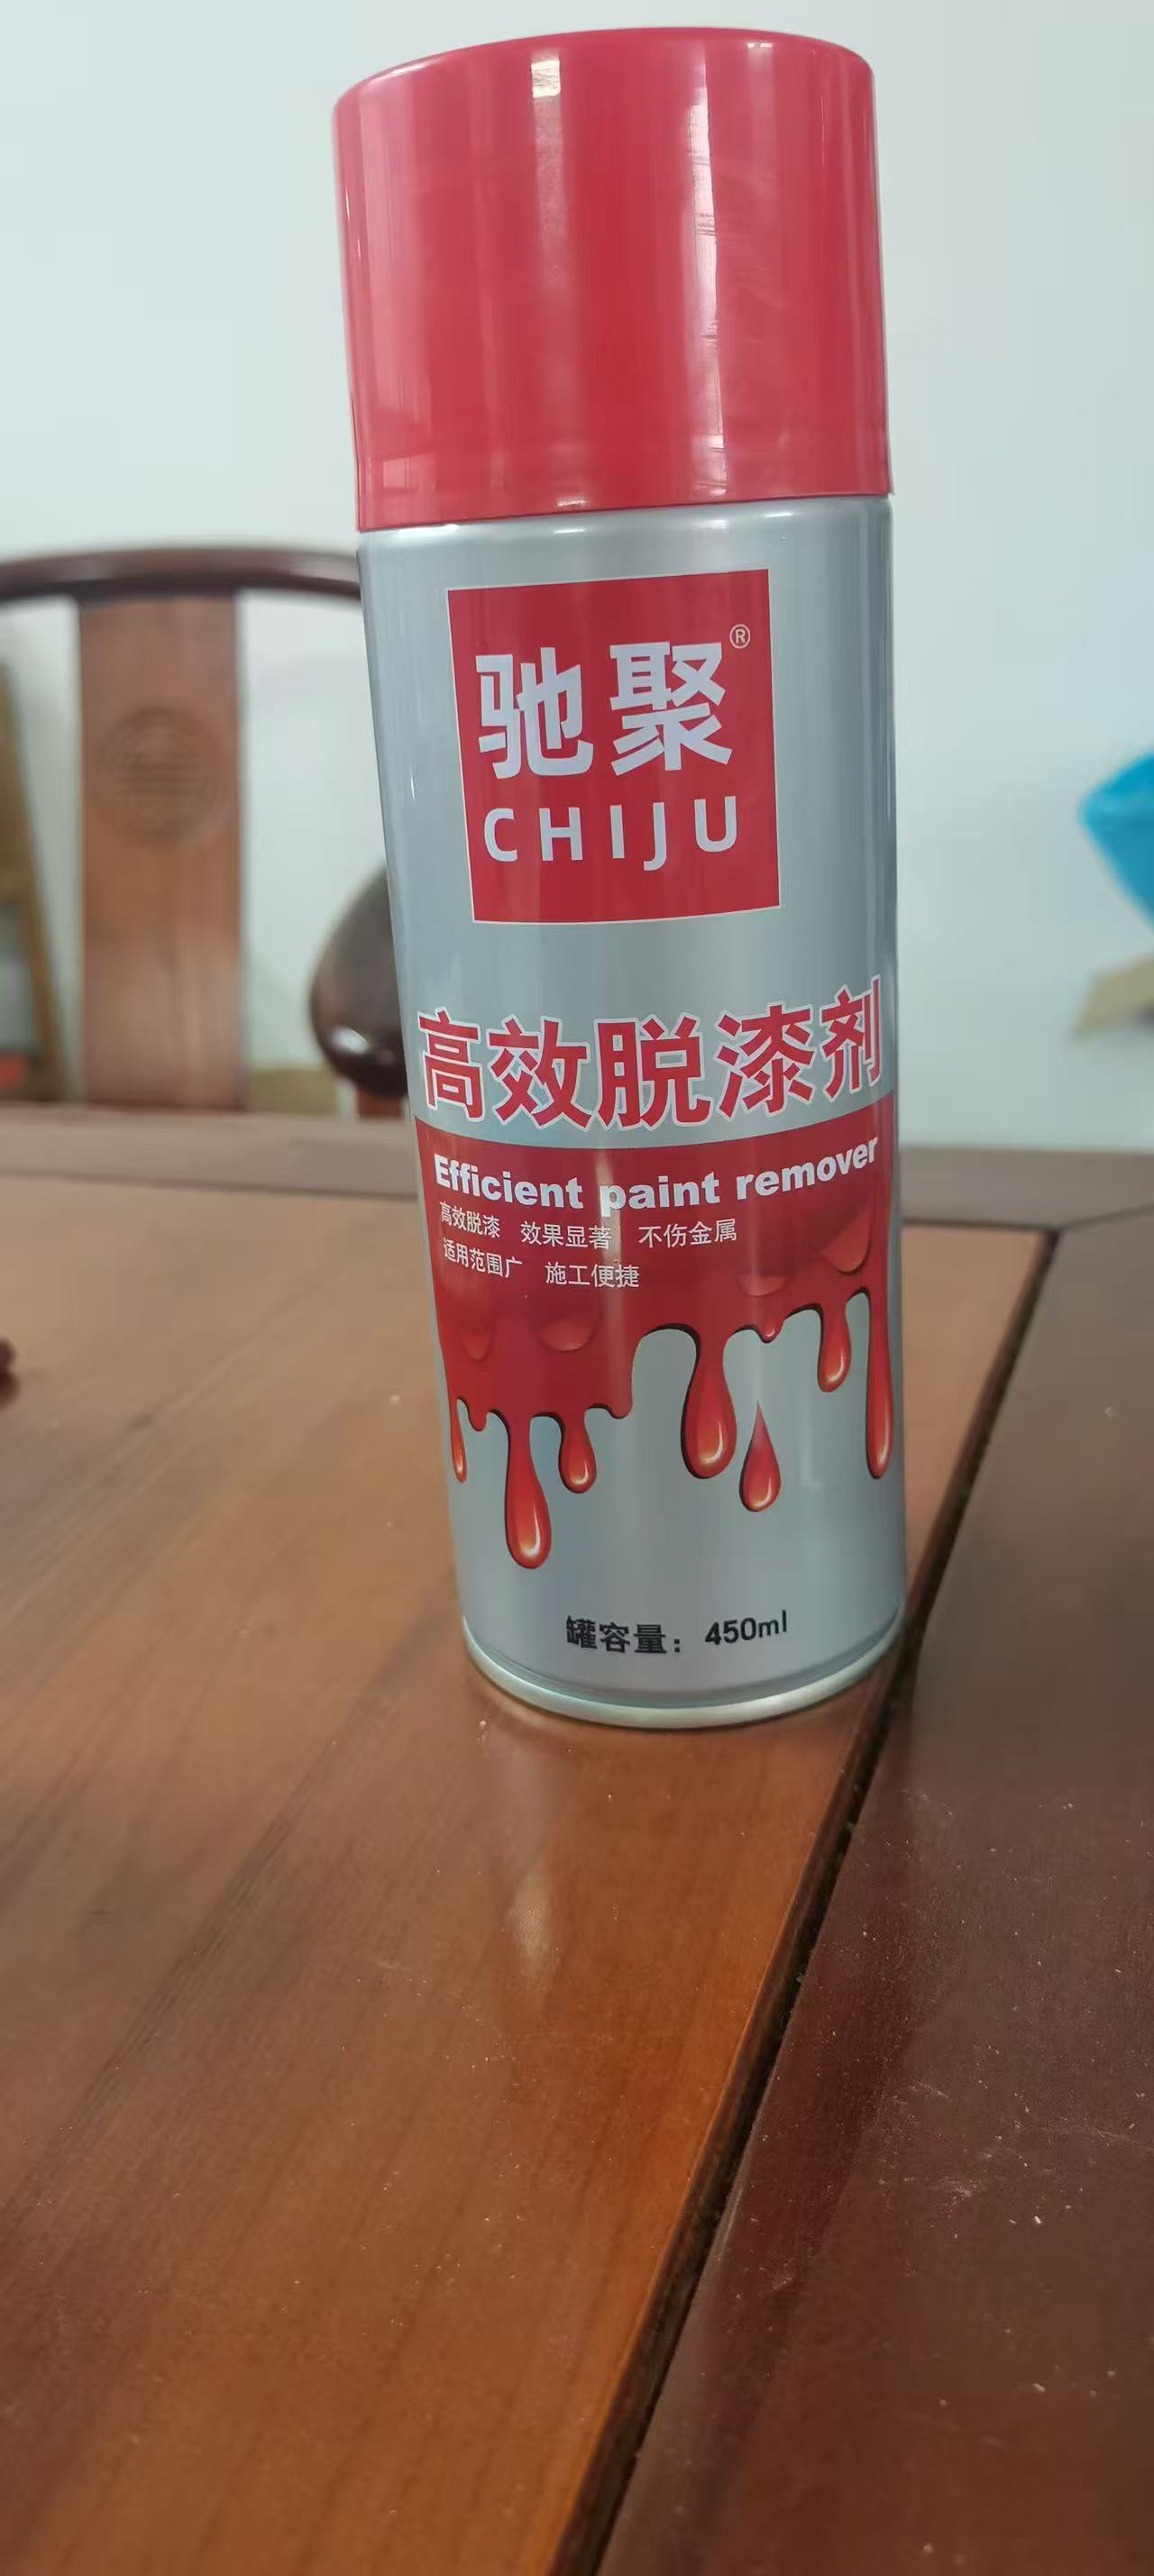 驰聚®
CHIJU
高效脱漆剂
Efficient paint remover
高效脱漆 效果显著 不伤金属
适用范围广 施工便捷
罐容量：450ml